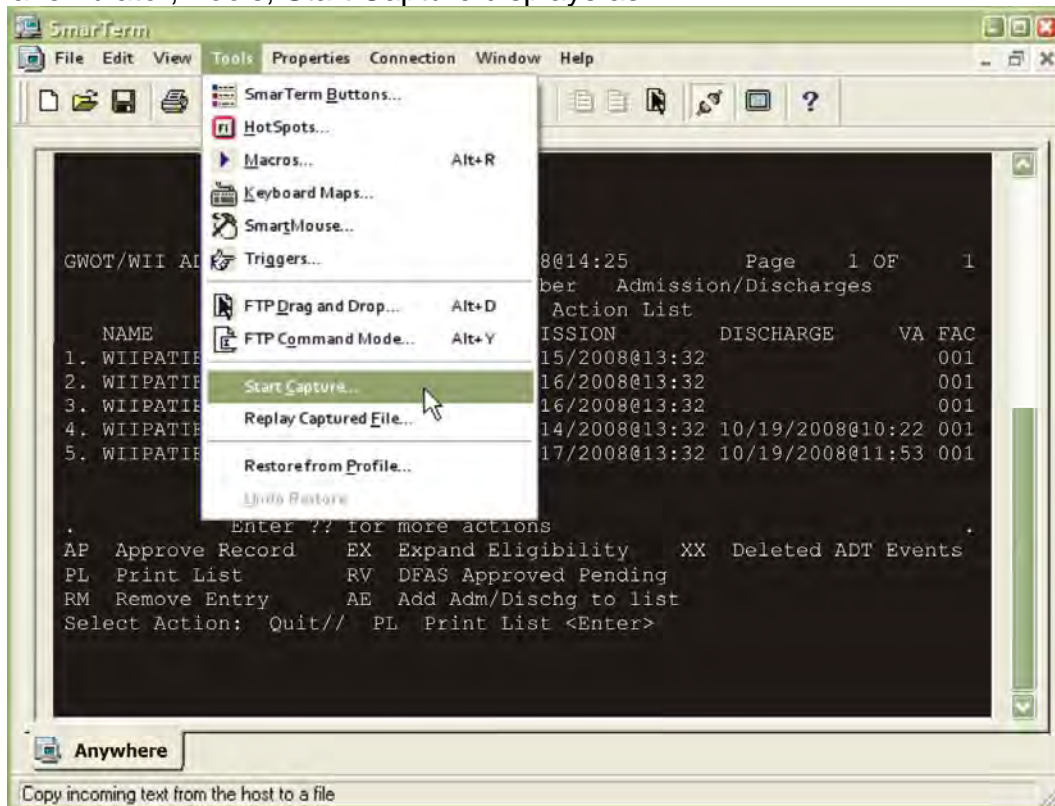 SmarTerm
File Edit View Tools Properties Connection Window Help
SmarTerm Buttons...
HotSpots...
Macros... Alt+R
Keyboard Maps...
SmartMouse...
Triggers...
FTP Drag and Drop... Alt+D
FTP Command Mode... Alt+Y
Start Capture...
Replay Captured File...
Restore from Profile...
Undo Restore
GWOT/WII AD 8@14:25 Page 1 OF 1
ber Admission/Discharges
Action List
NAME ISSION DISCHARGE VA FAC
1. WIIPATIE 15/2008@13:32 001
2. WIIPATIE 16/2008@13:32 001
3. WIIPATIE 16/2008@13:32 001
4. WIIPATIE 14/2008@13:32 10/19/2008@10:22 001
5. WIIPATIE 17/2008@13:32 10/19/2008@11:53 001
. Enter ?? for more actions .
AP Approve Record EX Expand Eligibility XX Deleted ADT Events
PL Print List RV DFAS Approved Pending
RM Remove Entry AE Add Adm/Dischg to list
Select Action: Quit// PL Print List <Enter>
Anywhere
Copy incoming text from the host to a file